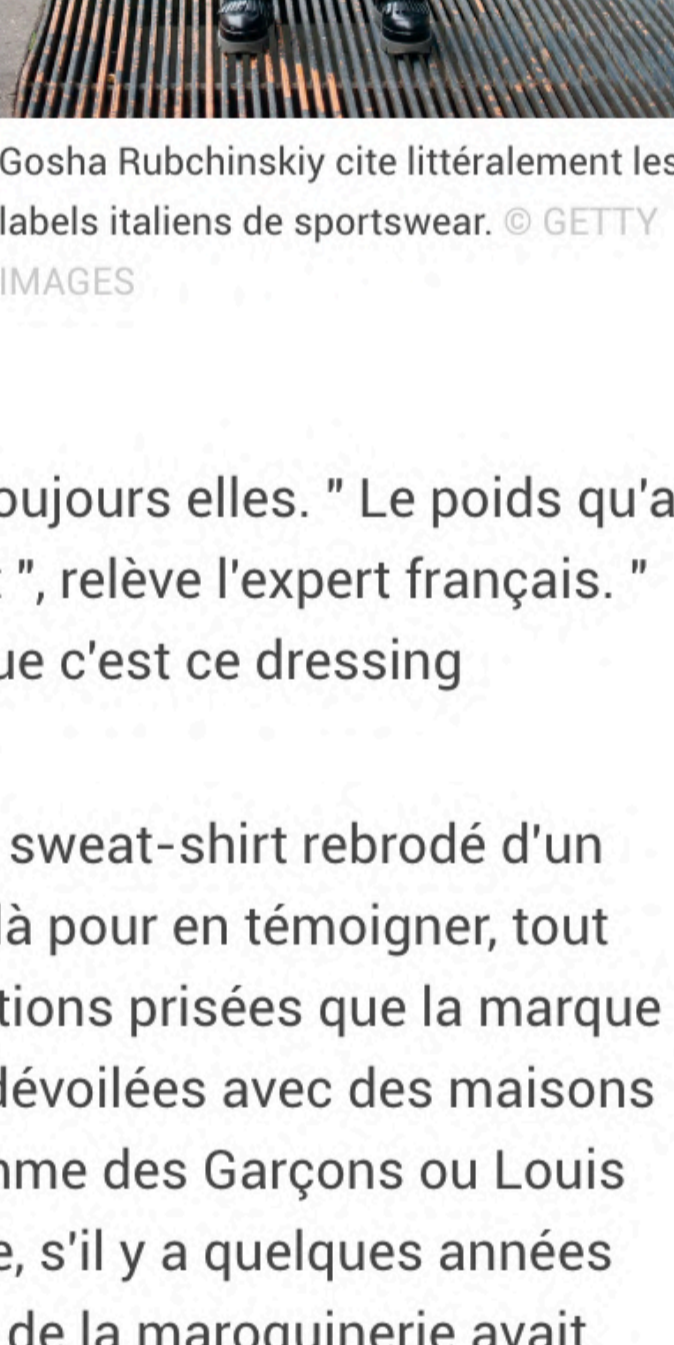 Gosha Rubchinskiy cite littéralement les
labels italiens de sportswear. © GETTY
IMAGES
oujours elles. " Le poids qu'a
", relève l'expert français. "
ue c'est ce dressing
sweat-shirt rebrodé d'un
là pour en témoigner, tout
tions prisées que la marque
dévoilées avec des maisons
mme des Garçons ou Louis
e, s'il y a quelques années
de la maroquinerie avait